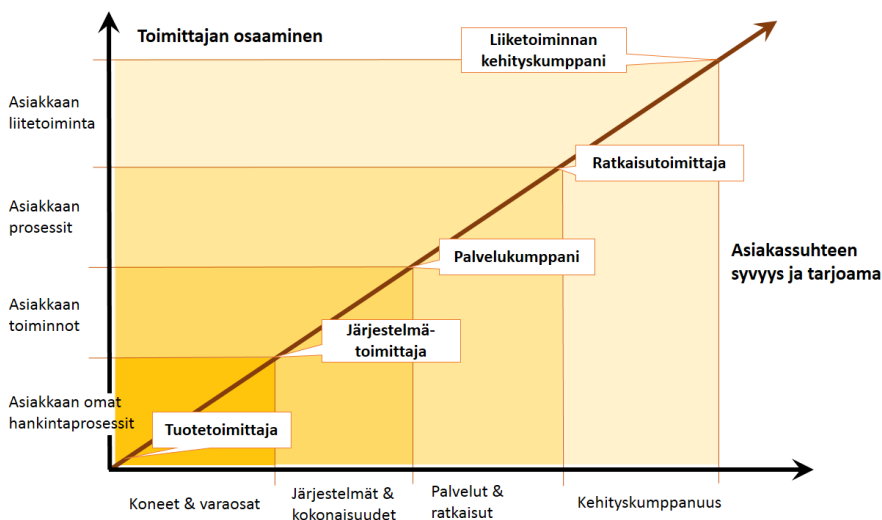 Toimittajan osaaminen
Liiketoiminnan
kehityskumppani
Asiakkaan
liitetoiminta
Ratkaisutoimittaja
Asiakkaan
prosessit
Palvelukumppani
Asiakassuhteen
syvyys ja tarjoama
Asiakkaan
toiminnot
Järjestelmä-
toimittaja
Asiakkaan omat
hankintaprosessit
Tuotetoimittaja
Koneet & varaosat
Järjestelmät &
kokonaisuudet
Palvelut &
ratkaisut
Kehityskumppanuus